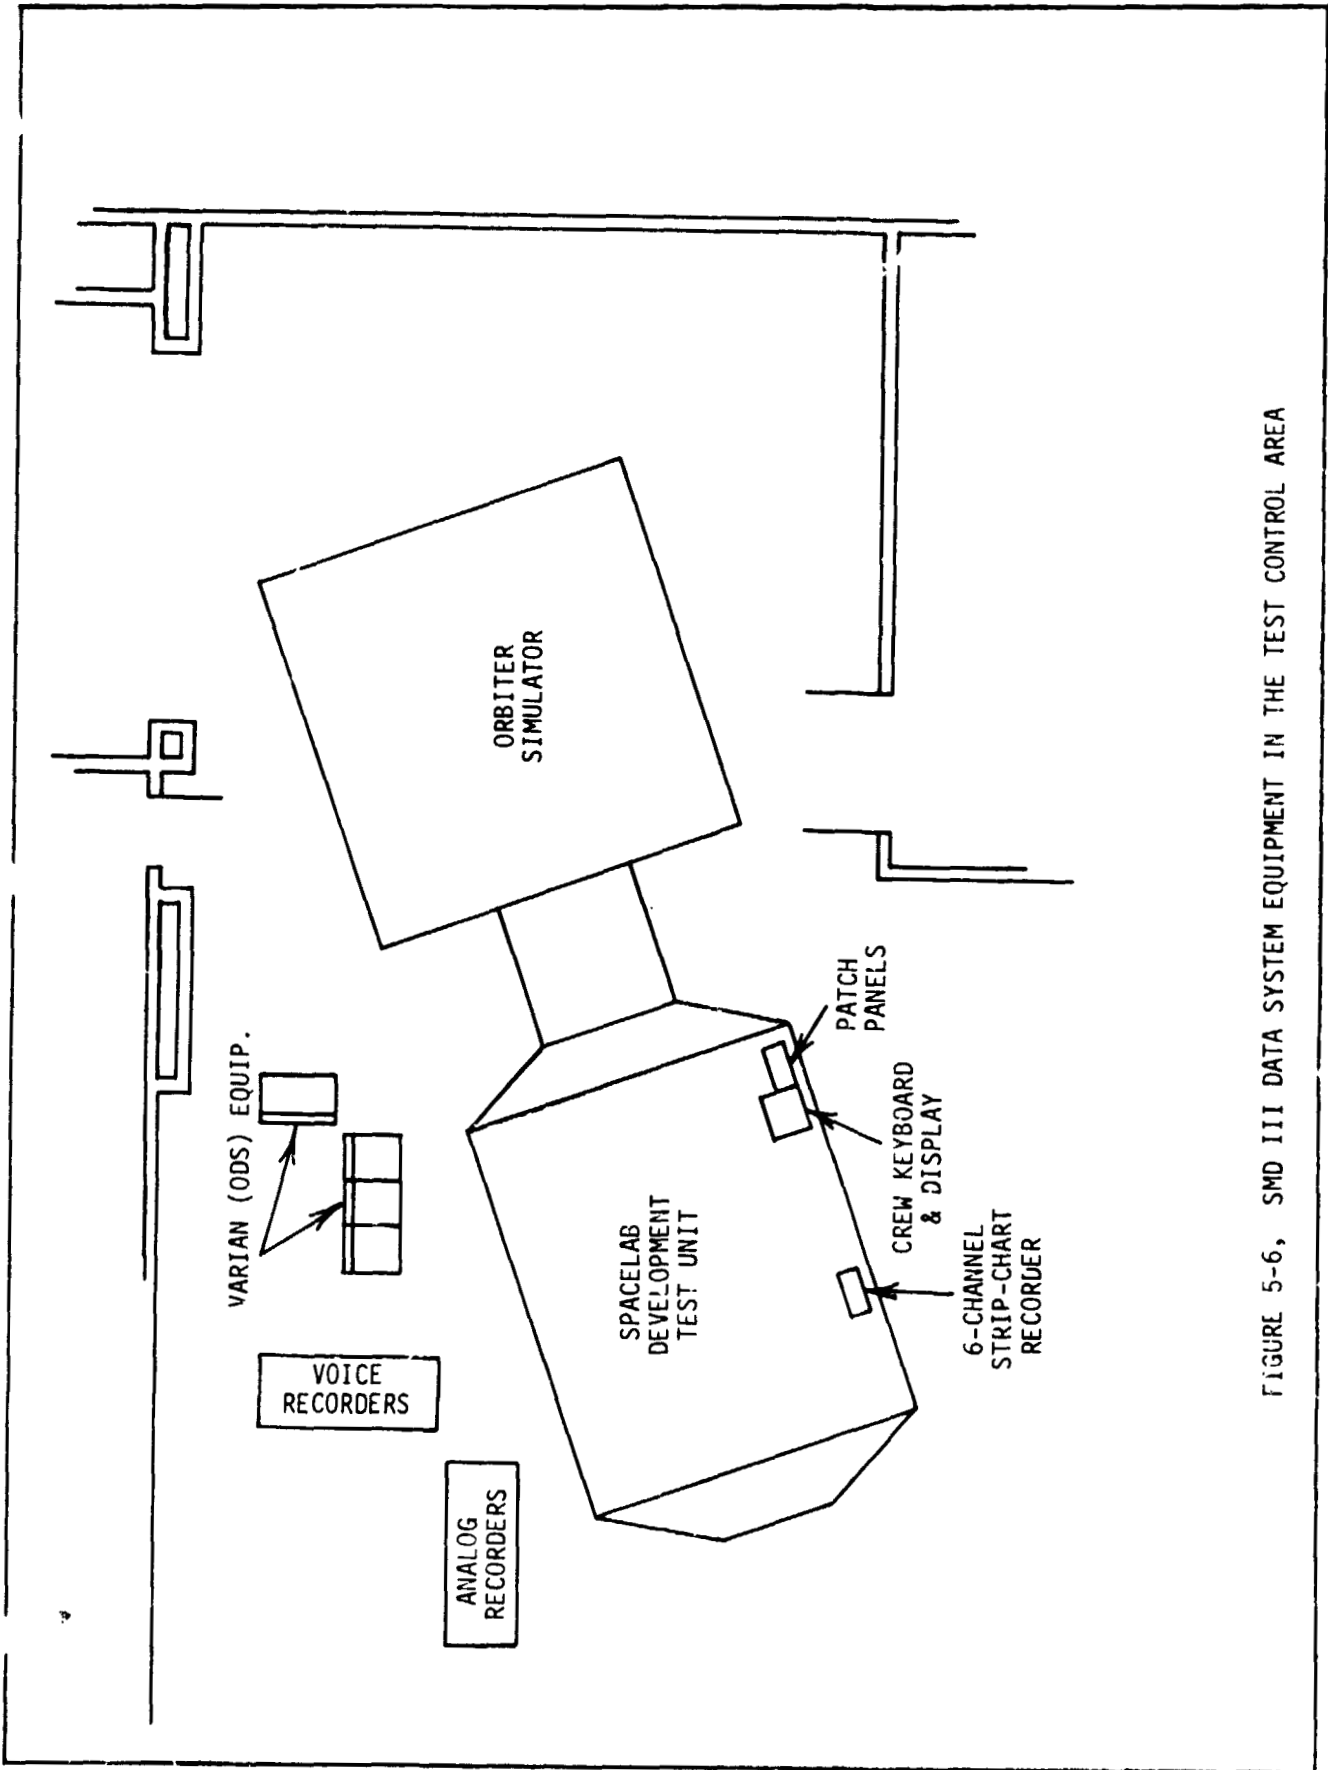 VARIAN (ODS) EQUIP.
VOICE
RECORDERS
ANALOG
RECORDERS
ORBITER
SIMULATOR
SPACELAB
DEVELOPMENT
TEST UNIT
PATCH
PANELS
CREW KEYBOARD
& DISPLAY
6-CHANNEL
STRIP-CHART
RECORDER
FIGURE 5-6, SMD III DATA SYSTEM EQUIPMENT IN THE TEST CONTROL AREA